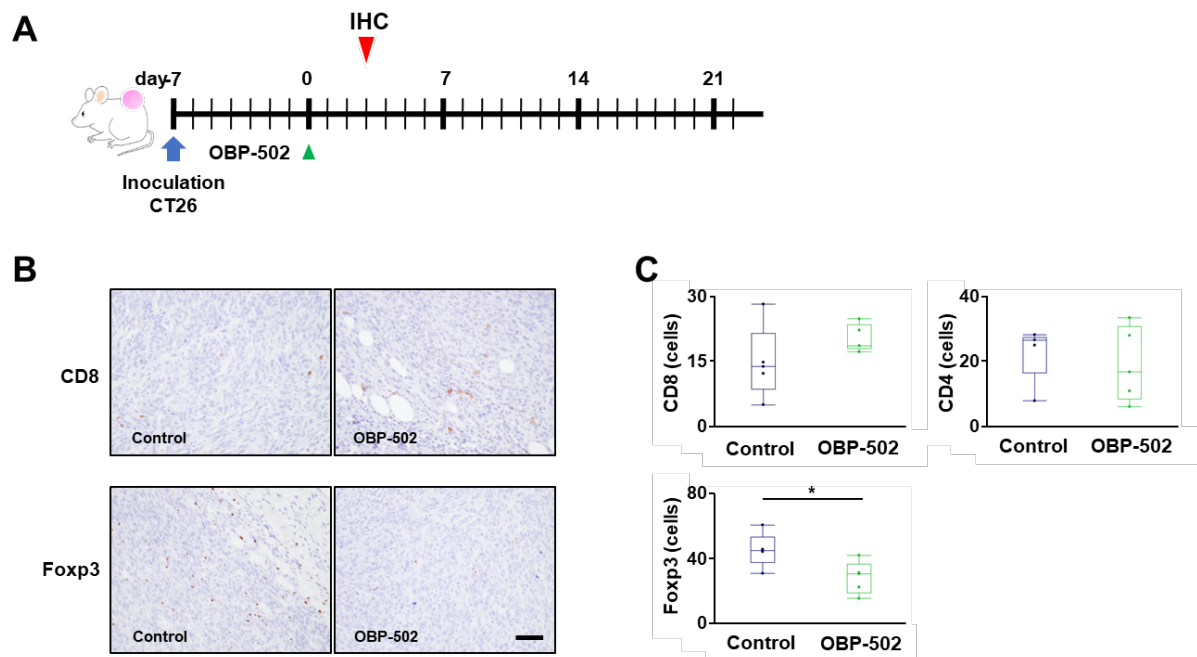 A
IHC
day-7 0 7 14 21
OBP-502
Inoculation
CT26
B
CD8
Control
OBP-502
Foxp3
Control
OBP-502
C
CD8 (cells)
30
15
0
Control OBP-502
CD4 (cells)
40
20
0
Control OBP-502
Foxp3 (cells)
80
40
0
*
Control OBP-502